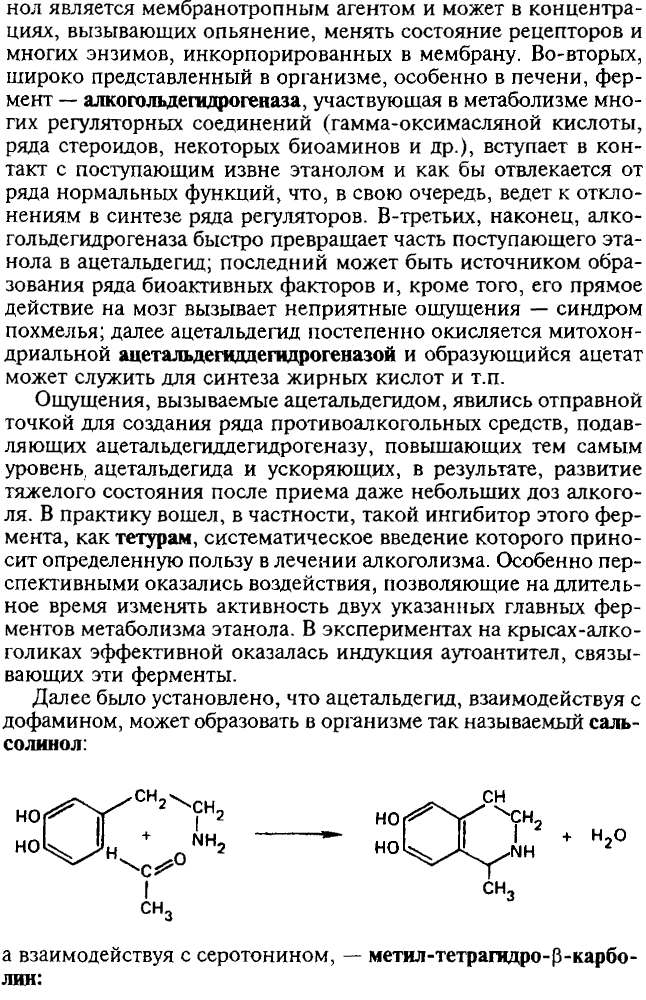 нол является мембранотропным агентом и может в концентра-
циях, вызывающих опьянение, менять состояние рецепторов и
многих энзимов, инкорпорированных в мембрану. Во-вторых,
широко представленный в организме, особенно в печени, фер-
мент — алкогольдегидрогеназа, участвующая в метаболизме мно-
гих регуляторных соединений (гамма-оксимасляной кислоты,
ряда стероидов, некоторых биоаминов и др.), вступает в кон-
такт с поступающим извне этанолом и как бы отвлекается от
ряда нормальных функций, что, в свою очередь, ведет к откло-
нениям в синтезе ряда регуляторов. В-третьих, наконец, алко-
гольдегидрогеназа быстро превращает часть поступающего эта-
нола в ацетальдегид; последний может быть источником обра-
зования ряда биоактивных факторов и, кроме того, его прямое
действие на мозг вызывает неприятные ощущения — синдром
похмелья; далее ацетальдегид постепенно окисляется митохон-
дриальной ацетальдегиддегидрогеназой и образующийся ацетат
может служить для синтеза жирных кислот и т.п.
Ощущения, вызываемые ацетальдегидом, явились отправной
точкой для создания ряда противоалкогольных средств, подав-
ляющих ацетальдегиддегидрогеназу, повышающих тем самым
уровень, ацетальдегида и ускоряющих, в результате, развитие
тяжелого состояния после приема даже небольших доз алкого-
ля. В практику вошел, в частности, такой ингибитор этого фер-
мента, как тетурам, систематическое введение которого прино-
сит определенную пользу в лечении алкоголизма. Особенно пер-
спективными оказались воздействия, позволяющие на длитель-
ное время изменять активность двух указанных главных фер-
ментов метаболизма этанола. В экспериментах на крысах-алко-
голиках эффективной оказалась индукция аутоантител, связы-
вающих эти ферменты.
Далее было установлено, что ацетальдегид, взаимодействуя с
дофамином, может образовать в организме так называемый саль-
солинол:
CH2 CH2 HO HO + NH2 H C O CH3
CH CH2 HO HO NH CH3 + H2O
а взаимодействуя с серотонином, — метил-тетрагидро-β-карбо-
лин: